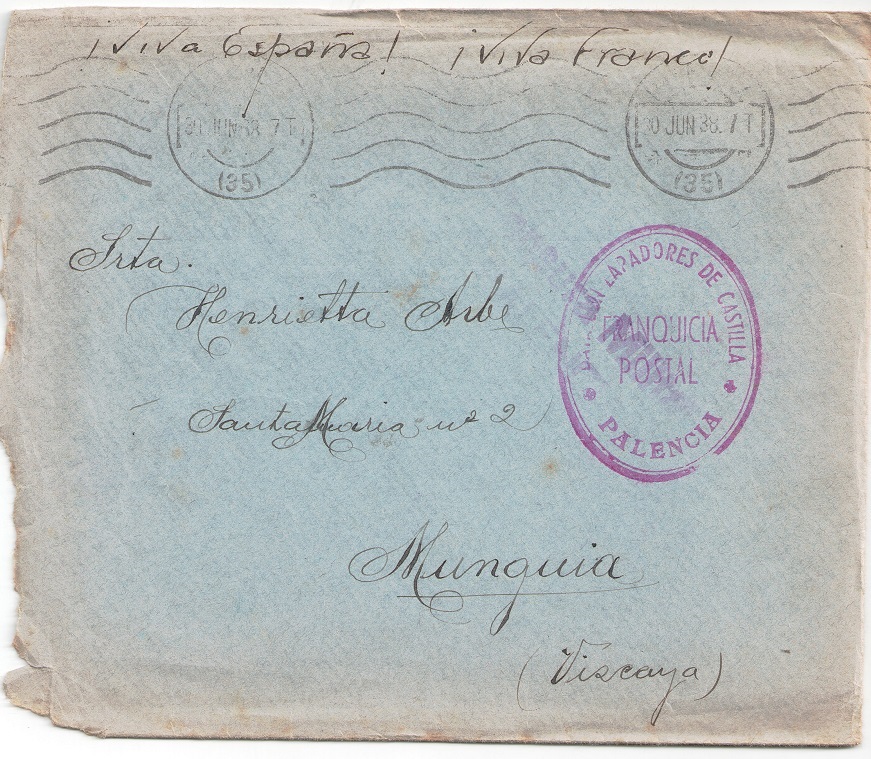 ¡Viva España! ¡Viva Franco!
30 JUN 38. 7 T
(35)
30 JUN 38. 7 T
(35)
Srta.
Henrietta Arbe
Santa Maria nº 2
Munguia
(Viscaya)
ZAPADORES DE CASTILLA
FRANQUICIA
POSTAL
PALENCIA